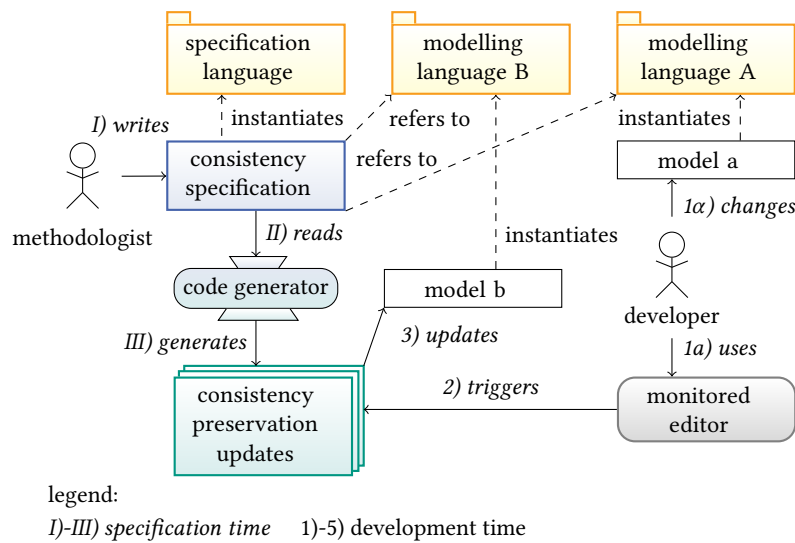 specification
language
modelling
language B
modelling
language A
I) writes
instantiates
refers to
instantiates
consistency
specification
refers to
model a
methodologist
II) reads
1α) changes
instantiates
code generator
model b
developer
III) generates
3) updates
1a) uses
consistency
preservation
updates
2) triggers
monitored
editor
legend:
I)-III) specification time 1)-5) development time